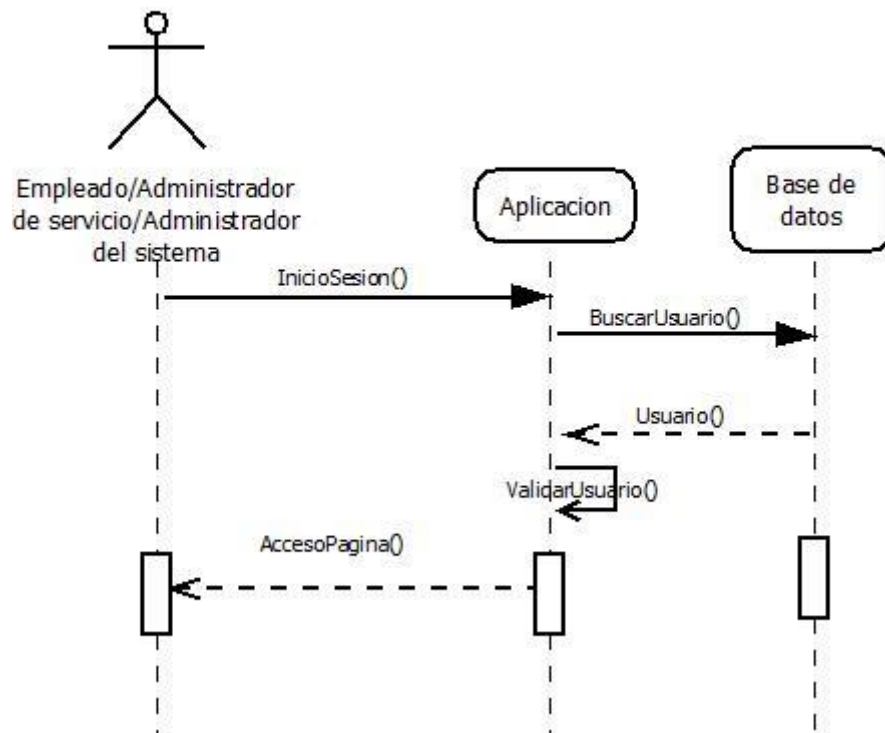 Empleado/Administrador
de servicio/Administrador
del sistema
Aplicacion
Base de
datos
InicioSesion()
BuscarUsuario()
Usuario()
ValidarUsuario()
AccesoPagina()